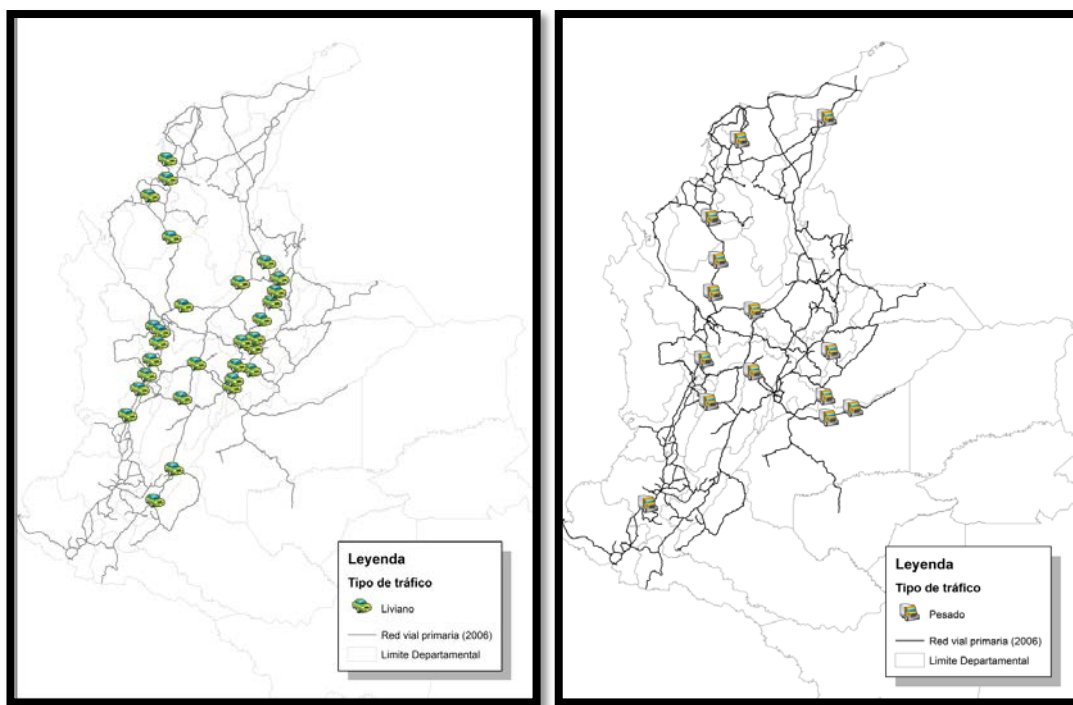 Leyenda
Tipo de tráfico
Liviano
Red vial primaria (2006)
Limite Departamental
Leyenda
Tipo de tráfico
Pesado
Red vial primaria (2006)
Limite Departamental